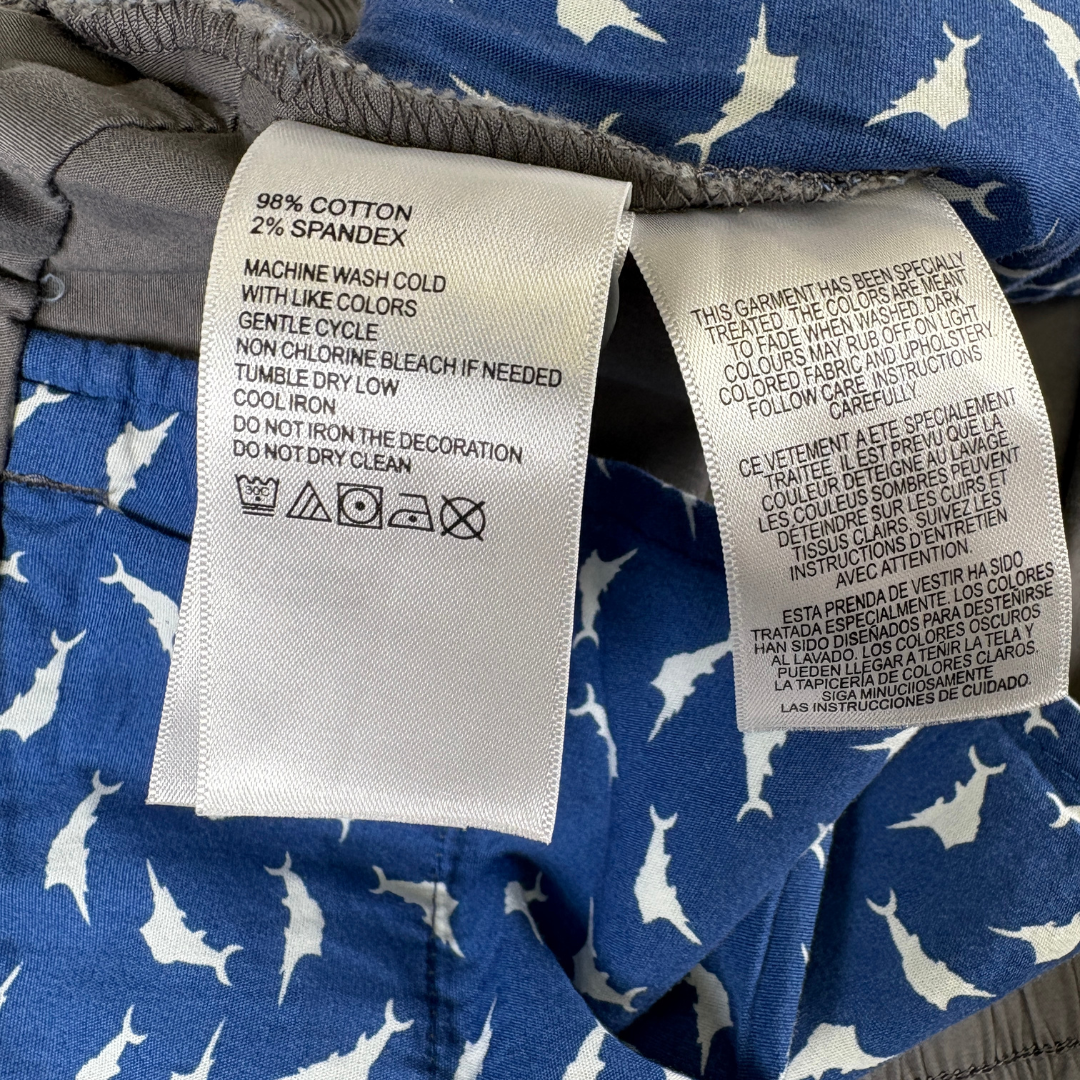 98% COTTON
2% SPANDEX
MACHINE WASH COLD
WITH LIKE COLORS
GENTLE CYCLE
NON CHLORINE BLEACH IF NEEDED
TUMBLE DRY LOW
COOL IRON
DO NOT IRON THE DECORATION
DO NOT DRY CLEAN
30C
THIS GARMENT HAS BEEN SPECIALLY
TREATED. THE COLORS ARE MEANT
TO FADE WHEN WASHED. DARK
COLOURS MAY RUB OFF ON LIGHT
COLORED FABRIC AND UPHOLSTERY.
FOLLOW CARE INSTRUCTIONS
CAREFULLY
CE VETEMENT A ETE SPECIALEMENT
TRAITEE. IL EST PREVU QUE LA
COULEUR DETEIGNE AU LAVAGE.
LES COULEUS SOMBRES PEUVENT
DETEINDRE SUR LES CUIRS ET
TISSUS CLAIRS. SUIVEZ LES
INSTRUCTIONS D'ENTRETIEN
AVEC ATTENTION.
ESTA PRENDA DE VESTIR HA SIDO
TRATADA ESPECIALMENTE. LOS COLORES
HAN SIDO DISEÑADOS PARA DESTEÑIRSE
AL LAVADO. LOS COLORES OSCUROS
PUEDEN LLEGAR A TEÑIR LA TELA Y
LA TAPICERÍA DE COLORES CLAROS.
SIGA MINUCIIOSAMENTE
LAS INSTRUCCIONES DE CUIDADO.